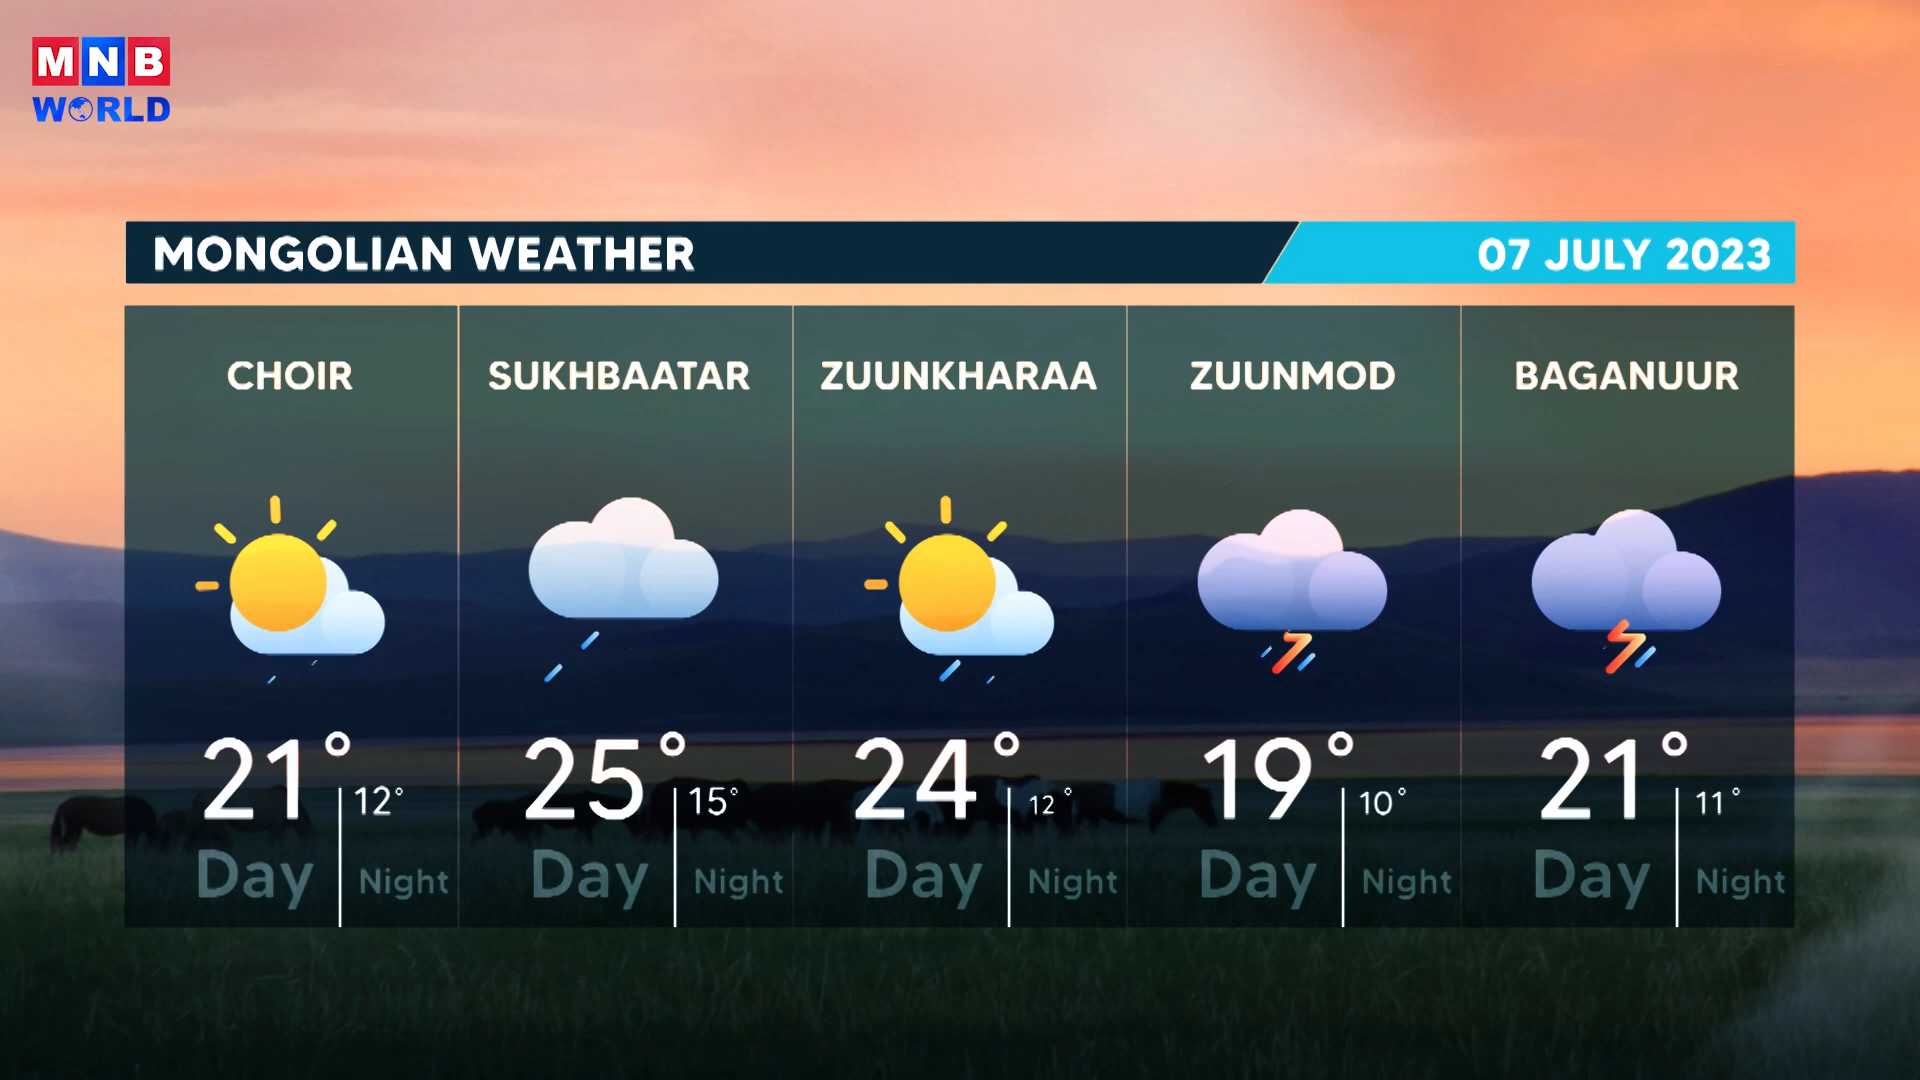 MNB
WORLD
MONGOLIAN WEATHER
07 JULY 2023
CHOIR
21°
12°
Day
Night
SUKHBAATAR
25°
15°
Day
Night
ZUUNKHARAA
24°
12°
Day
Night
ZUUNMOD
19°
10°
Day
Night
BAGANUUR
21°
11°
Day
Night